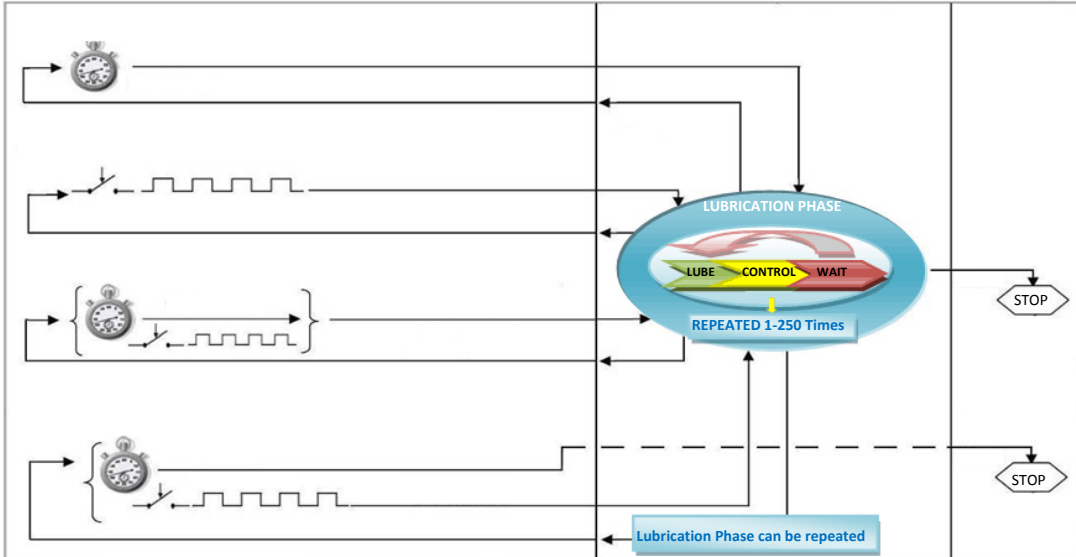 LUBRICATION PHASE
LUBE CONTROL WAIT
REPEATED 1-250 Times
STOP
STOP
Lubrication Phase can be repeated